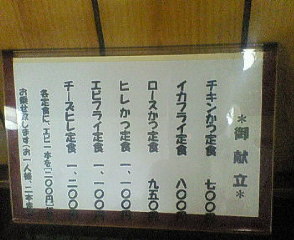 ＊御献立＊
チキンかつ定食 七〇〇
イカフライ定食 八〇〇
ロースかつ定食 九五〇
ヒレかつ定食 一、一〇〇
エビフライ定食 一、一〇〇
チーズヒレ定食 一、二〇〇
各定食に、エビ一本を「二〇〇円」で
お乗せ致します。お一人様、二本迄